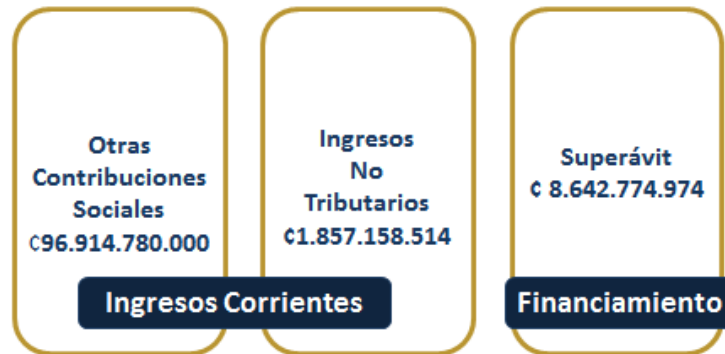 Otras
Contribuciones
Sociales
₵96.914.780.000
Ingresos
No
Tributarios
¢1.857.158.514
Ingresos Corrientes
Superávit
¢ 8.642.774.974
Financiamiento